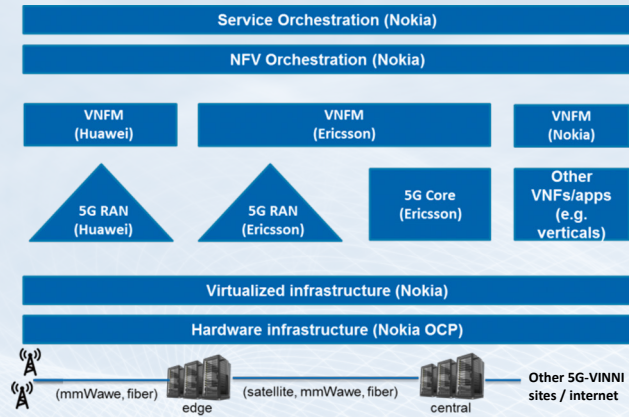 Service Orchestration (Nokia)
NFV Orchestration (Nokia)
VNFM
(Huawei)
VNFM
(Ericsson)
VNFM
(Nokia)
5G RAN
(Huawei)
5G RAN
(Ericsson)
5G Core
(Ericsson)
Other
VNFs/apps
(e.g.
verticals)
Virtualized infrastructure (Nokia)
Hardware infrastructure (Nokia OCP)
(mmWawe, fiber)
edge
(satellite, mmWawe, fiber)
central
Other 5G-VINNI
sites / internet